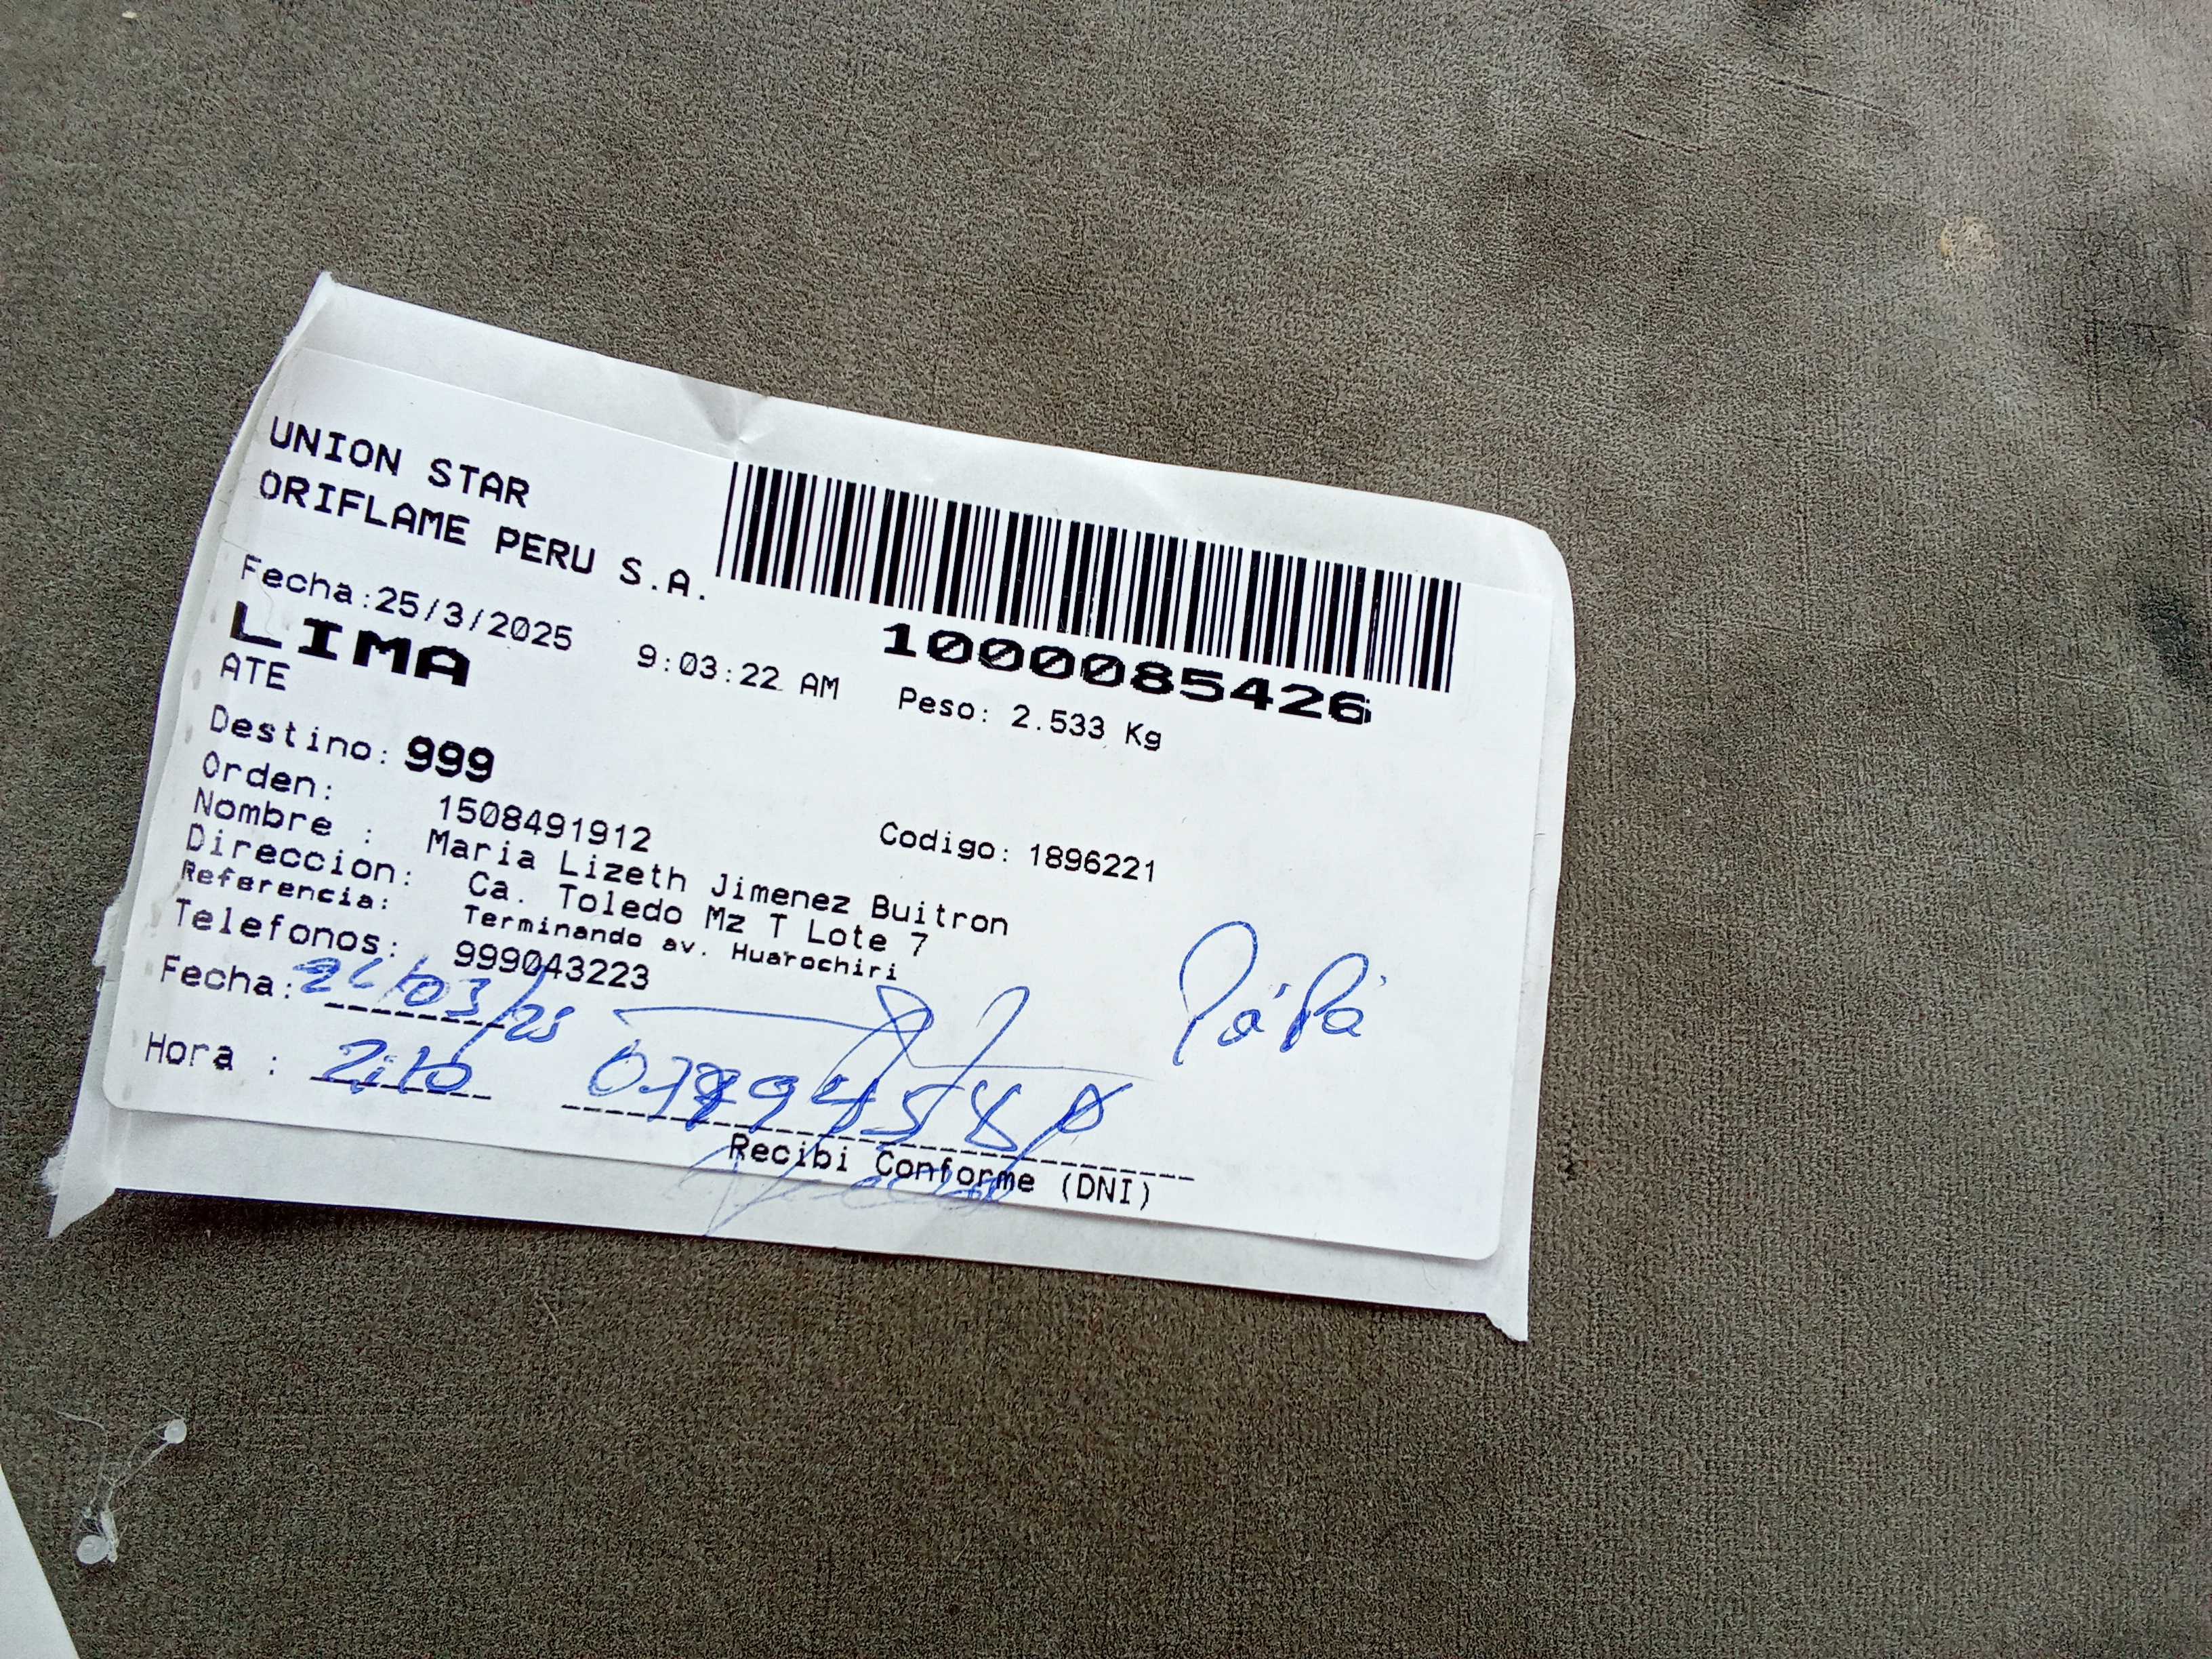 UNION STAR
ORIFLAME PERU S.A.
Fecha:25/3/2025 9:03:22 AM
1000085426
LIMA
Peso: 2.533 Kg
ATE
Destino: 999
Orden: 1508491912 Codigo: 1896221
Nombre : Maria Lizeth Jimenez Buitron
Direccion: Ca. Toledo Mz T Lote 7
Referencia: Terminando av. Huarochiri
Telefonos: 999043223
Fecha:
Hora :
Pápá
Recibi Conforme (DNI)